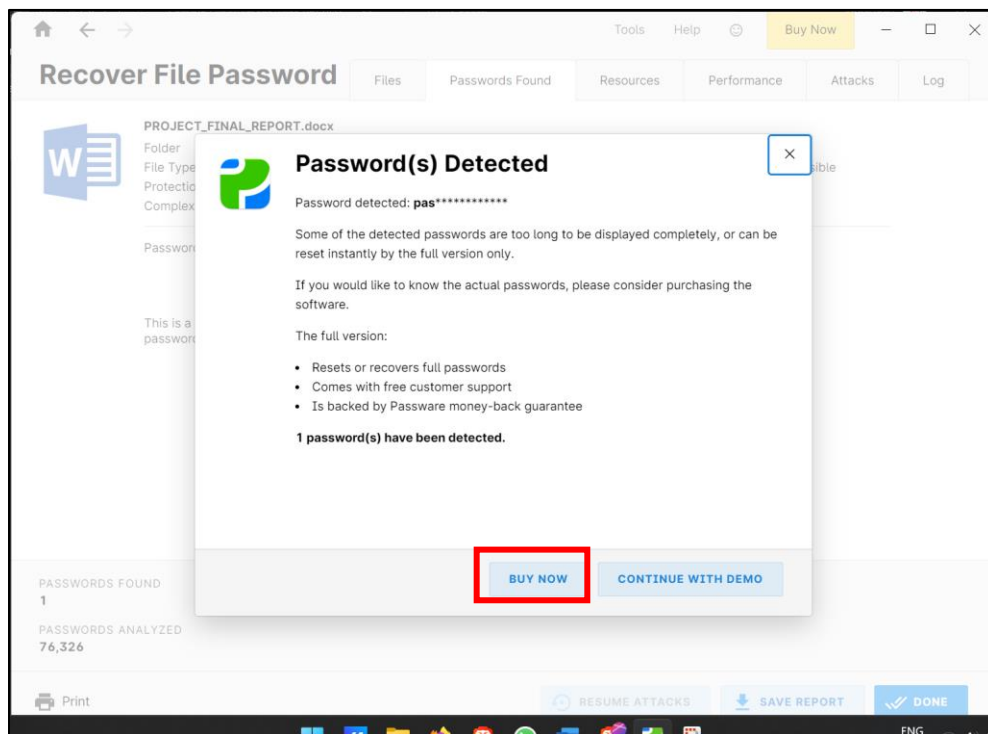 Tools Help Buy Now
Recover File Password
Files Passwords Found Resources Performance Attacks Log
PROJECT_FINAL_REPORT.docx
Folder
File Type
Protectio
Complex
sible
Passwor
This is a
passwor
W
Password(s) Detected
Password detected: pas************
Some of the detected passwords are too long to be displayed completely, or can be
reset instantly by the full version only.
If you would like to know the actual passwords, please consider purchasing the
software.
The full version:
• Resets or recovers full passwords
• Comes with free customer support
• Is backed by Passware money-back guarantee
1 password(s) have been detected.
BUY NOW CONTINUE WITH DEMO
PASSWORDS FOUND
1
PASSWORDS ANALYZED
76,326
Print RESUME ATTACKS SAVE REPORT DONE
ENG